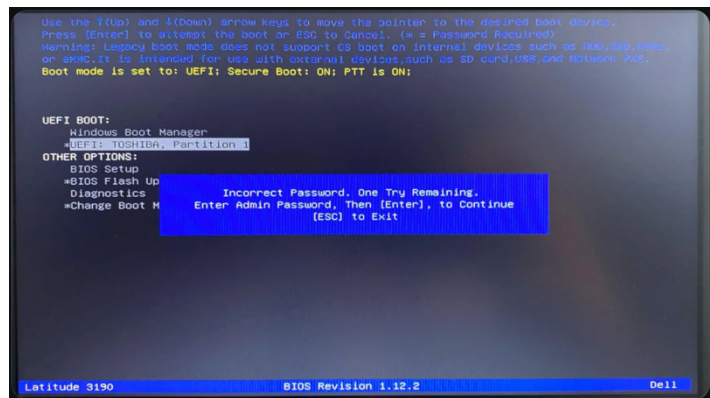 Use the ↑(Up) and ↓(Down) arrow keys to move the pointer to the desired boot device.
Press [Enter] to attempt the boot or ESC to Cancel. (* = Password Required)
Warning: Legacy boot mode does not support OS boot on internal devices such as HDD,SSD,NVMe,
or eMMC.It is intended for use with external devices,such as SD card,USB,and Network PXE.
Boot mode is set to: UEFI; Secure Boot: ON; PTT is ON;
UEFI BOOT:
Windows Boot Manager
*UEFI: TOSHIBA, Partition 1
OTHER OPTIONS:
BIOS Setup
*BIOS Flash Up
Diagnostics
*Change Boot M
Incorrect Password. One Try Remaining.
Enter Admin Password, Then [Enter], to Continue
[ESC] to Exit
Latitude 3190 BIOS Revision 1.12.2 Dell